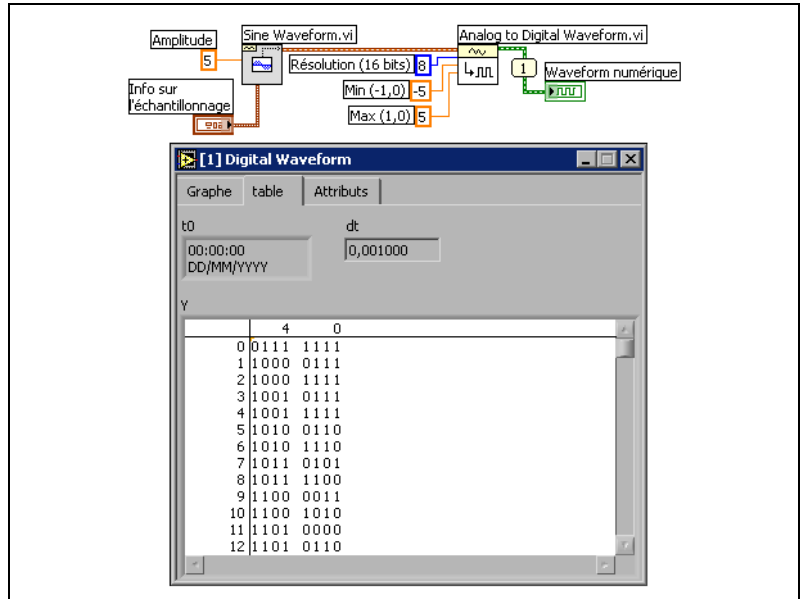 Amplitude
Sine Waveform.vi
Analog to Digital Waveform.vi
5
Résolution (16 bits) 8
1
Waveform numérique
Info sur
l'échantillonnage
Min (-1,0) -5
Max (1,0) 5
[1] Digital Waveform
Graphe table Attributs
t0 dt
00:00:00
DD/MM/YYYY
0,001000
Y
4 0
0 0111 1111
1 1000 0111
2 1000 1111
3 1001 0111
4 1001 1111
5 1010 0110
6 1010 1110
7 1011 0101
8 1011 1100
9 1100 0011
10 1100 1010
11 1101 0000
12 1101 0110